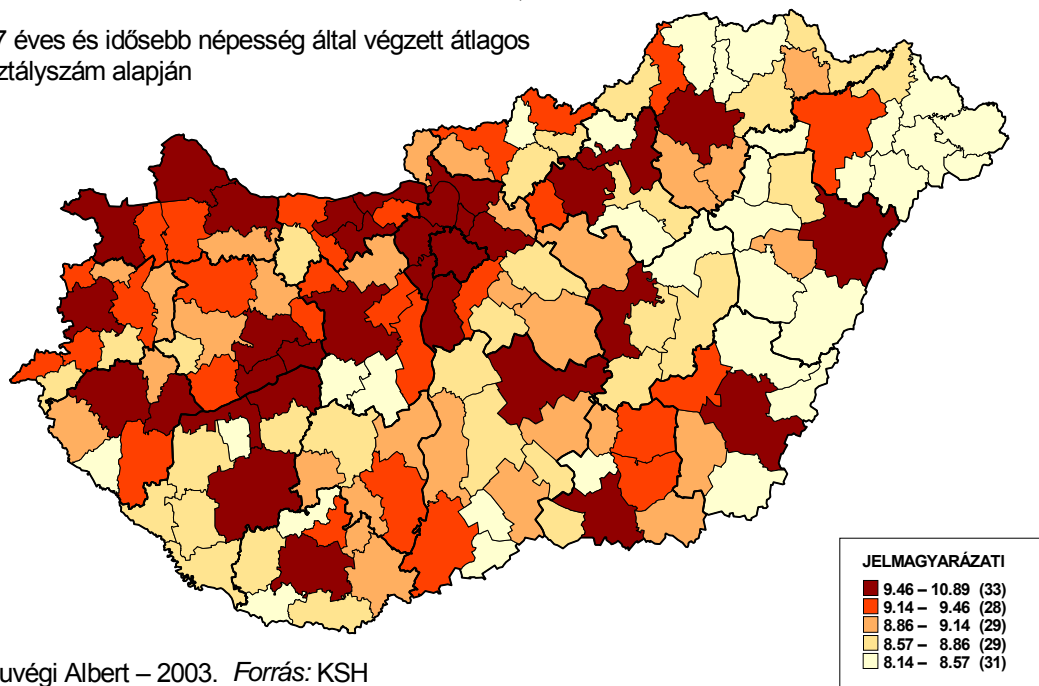 7 éves és idősebb népesség által végzett átlagos
ztályszám alapján
JELMAGYARÁZATI
9.46 – 10.89 (33)
9.14 – 9.46 (28)
8.86 – 9.14 (29)
8.57 – 8.86 (29)
8.14 – 8.57 (31)
uvégi Albert – 2003. Forrás: KSH